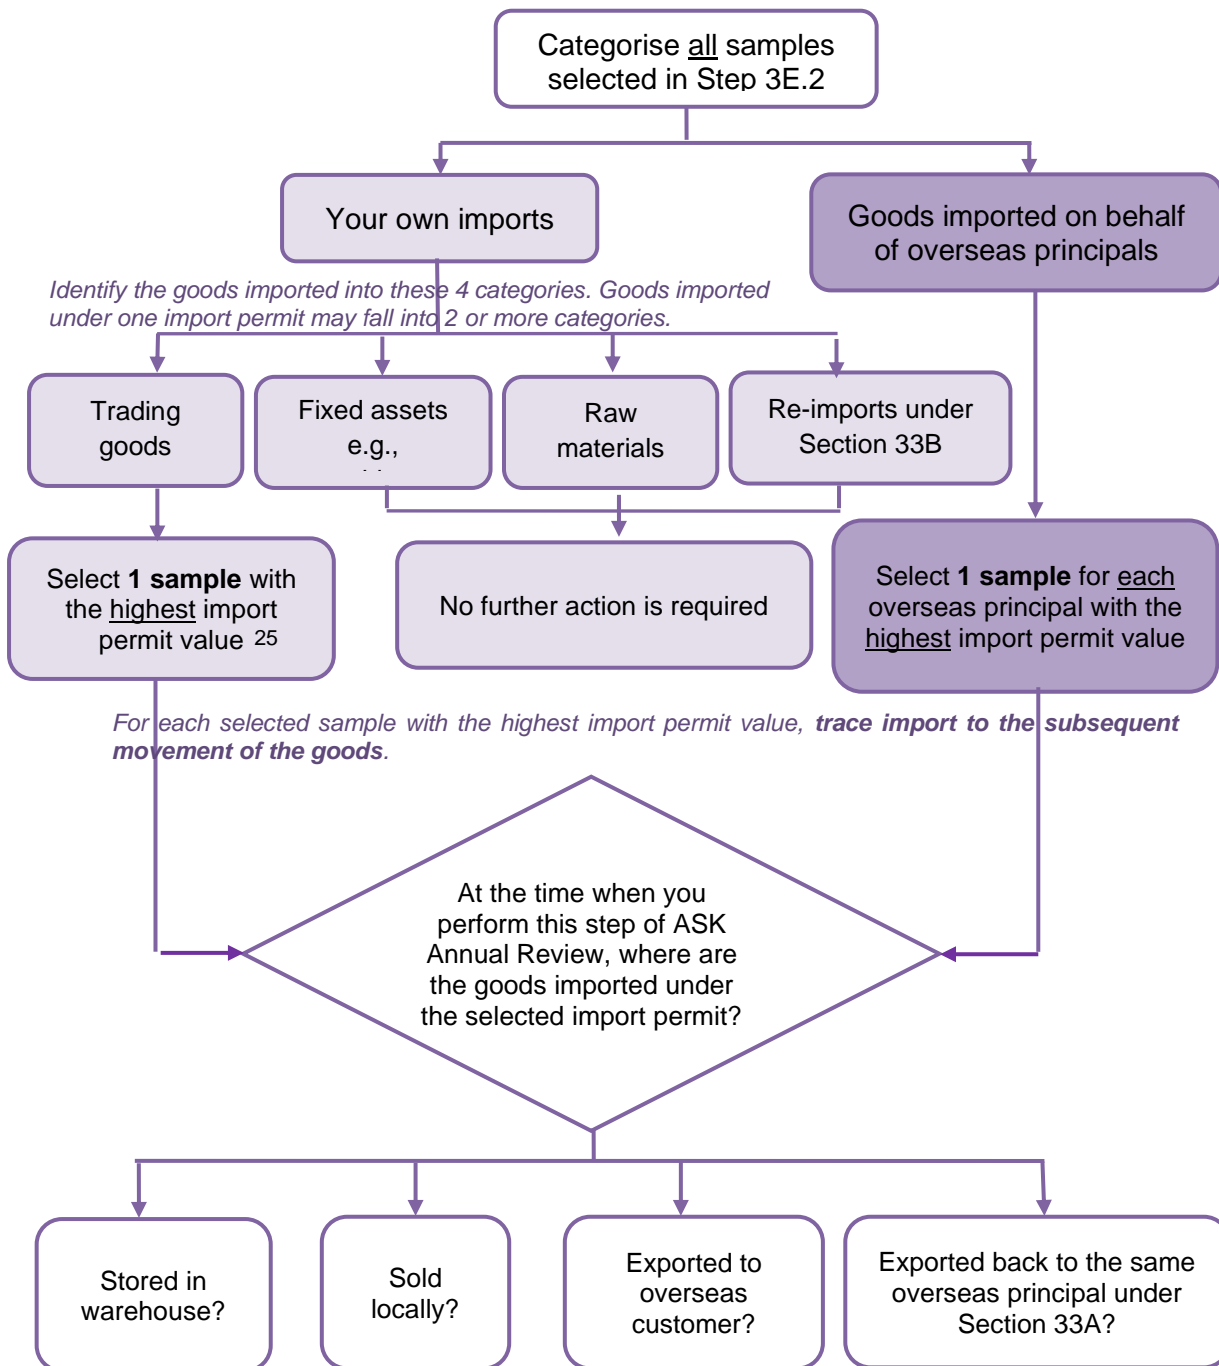 Categorise all samples
selected in Step 3E.2
Your own imports
Goods imported on behalf
of overseas principals
Identify the goods imported into these 4 categories. Goods imported
under one import permit may fall into 2 or more categories.
Trading
goods
Fixed assets
e.g.,
Raw
materials
Re-imports under
Section 33B
Select 1 sample with
the highest import
permit value 25
No further action is required
Select 1 sample for each
overseas principal with the
highest import permit value
For each selected sample with the highest import permit value, trace import to the subsequent
movement of the goods.
At the time when you
perform this step of ASK
Annual Review, where are
the goods imported under
the selected import permit?
Stored in
warehouse?
Sold
locally?
Exported to
overseas
customer?
Exported back to the same
overseas principal under
Section 33A?